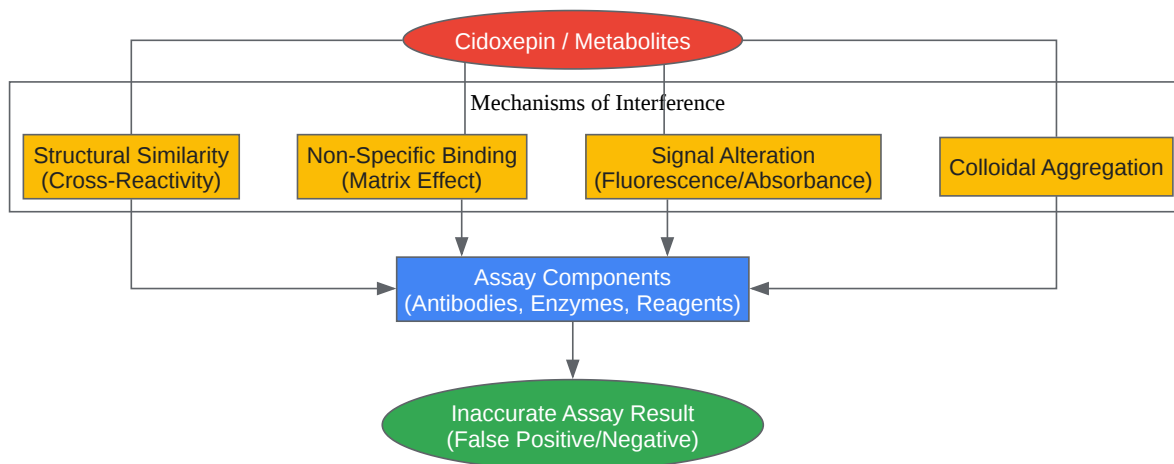 Cidoxepin / Metabolites
Mechanisms of Interference
Structural Similarity
(Cross-Reactivity)
Non-Specific Binding
(Matrix Effect)
Signal Alteration
(Fluorescence/Absorbance)
Colloidal Aggregation
Assay Components
(Antibodies, Enzymes, Reagents)
Inaccurate Assay Result
(False Positive/Negative)